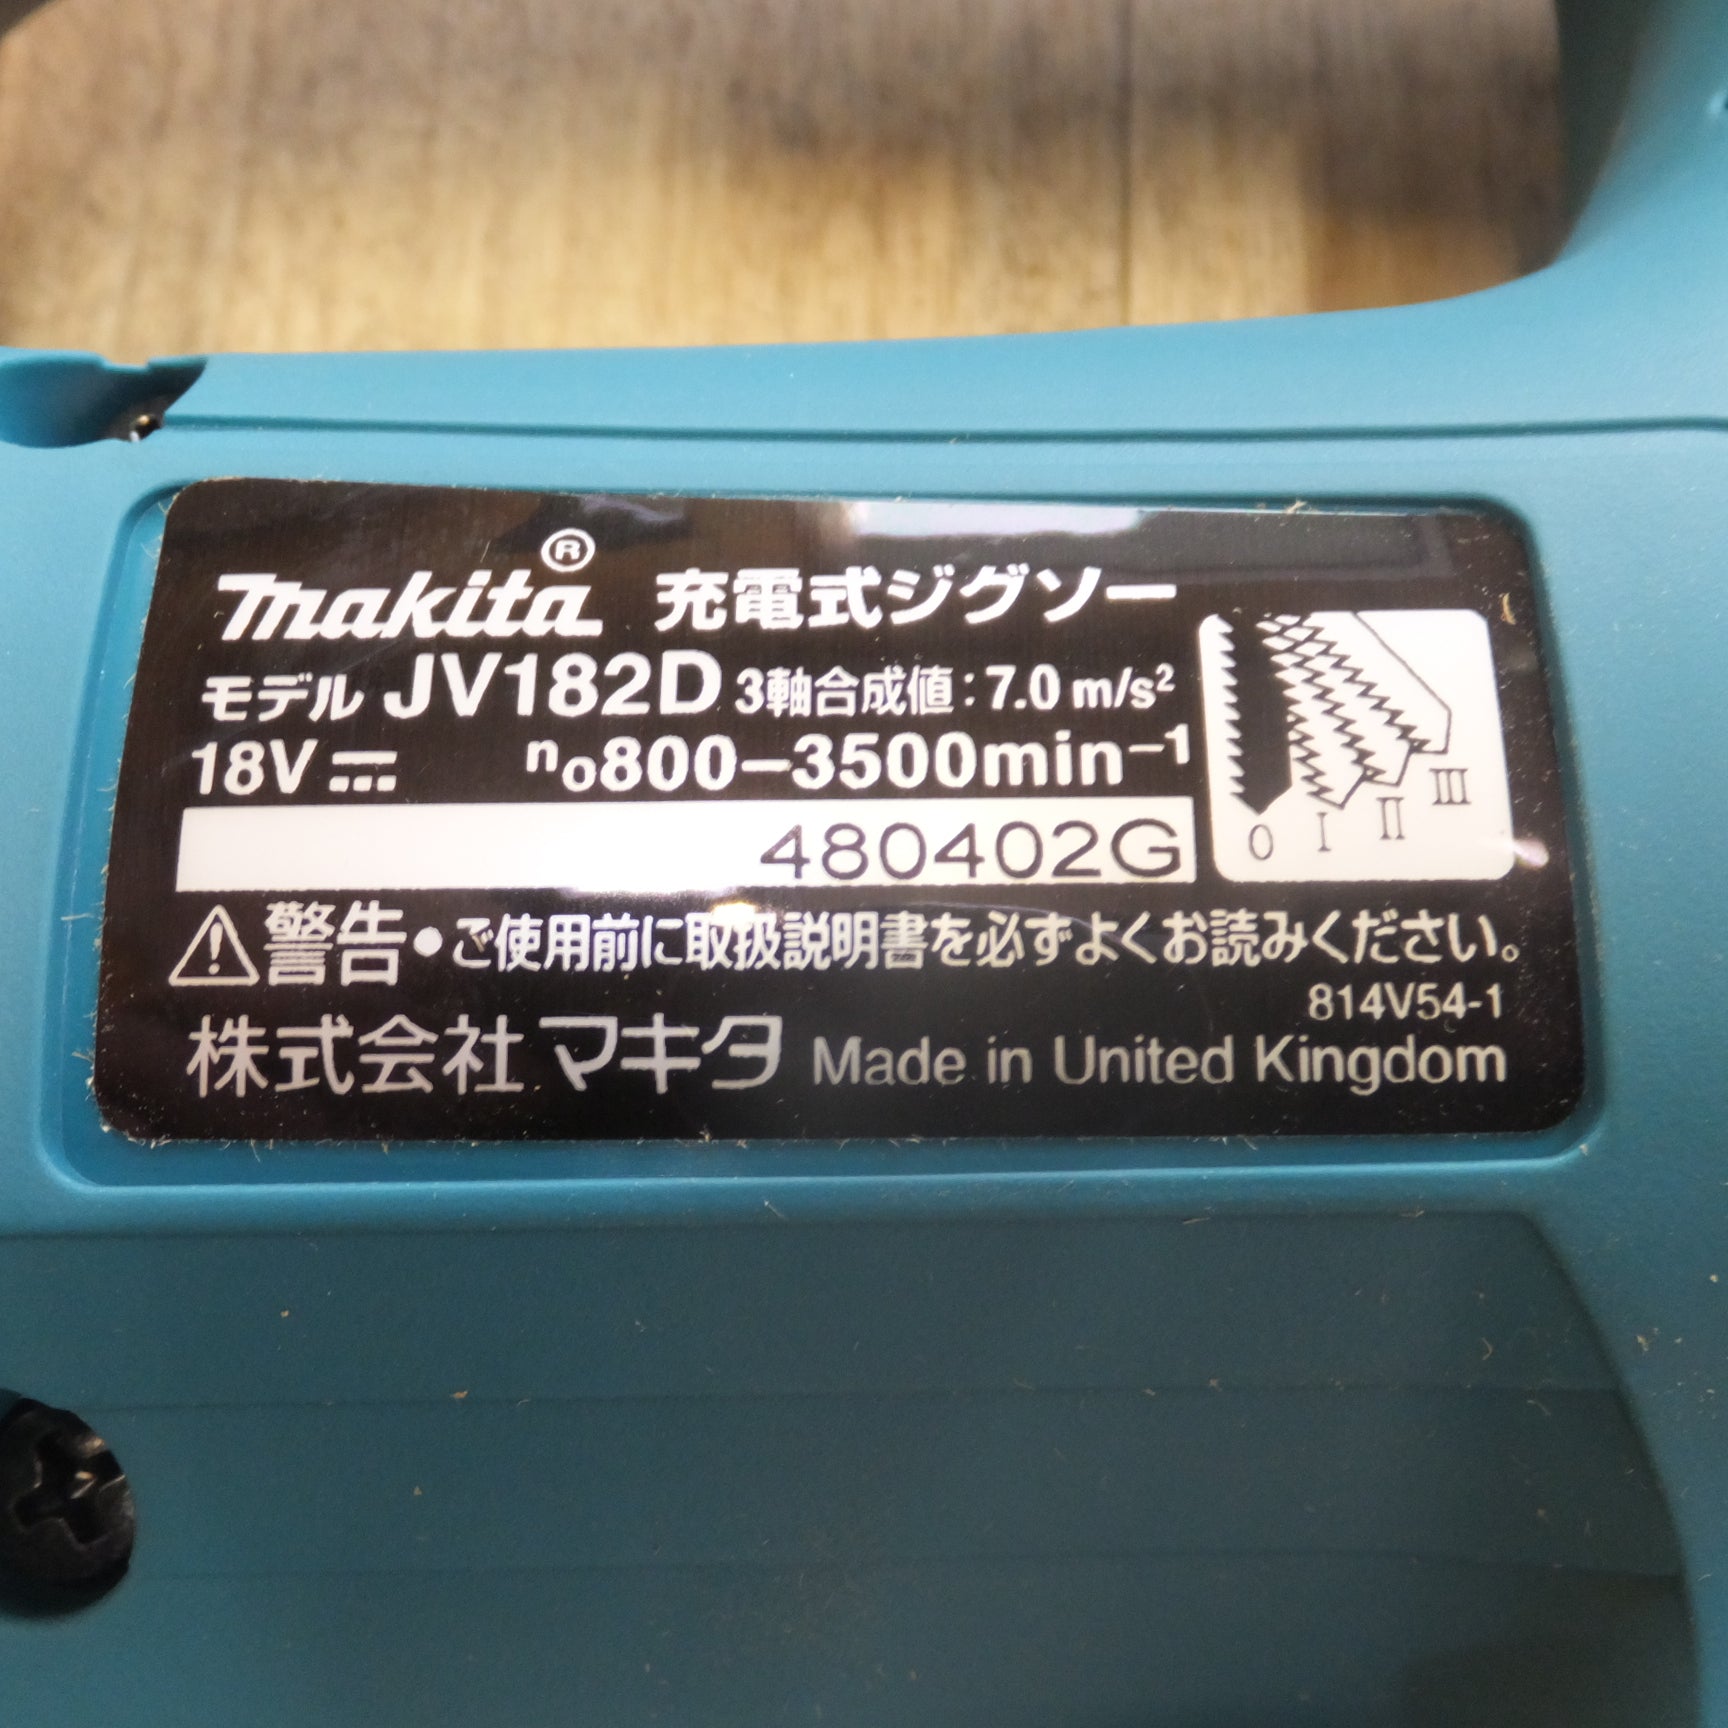 makita® 充電式ジグソー
モデル JV182D 3軸合成値:7.0 m/s²
18V⎓ n₀800−3500min⁻¹
480402G
0 I II III
⚠警告・ご使用前に取扱説明書を必ずよくお読みください。
814V54-1
株式会社 マキタ Made in United Kingdom